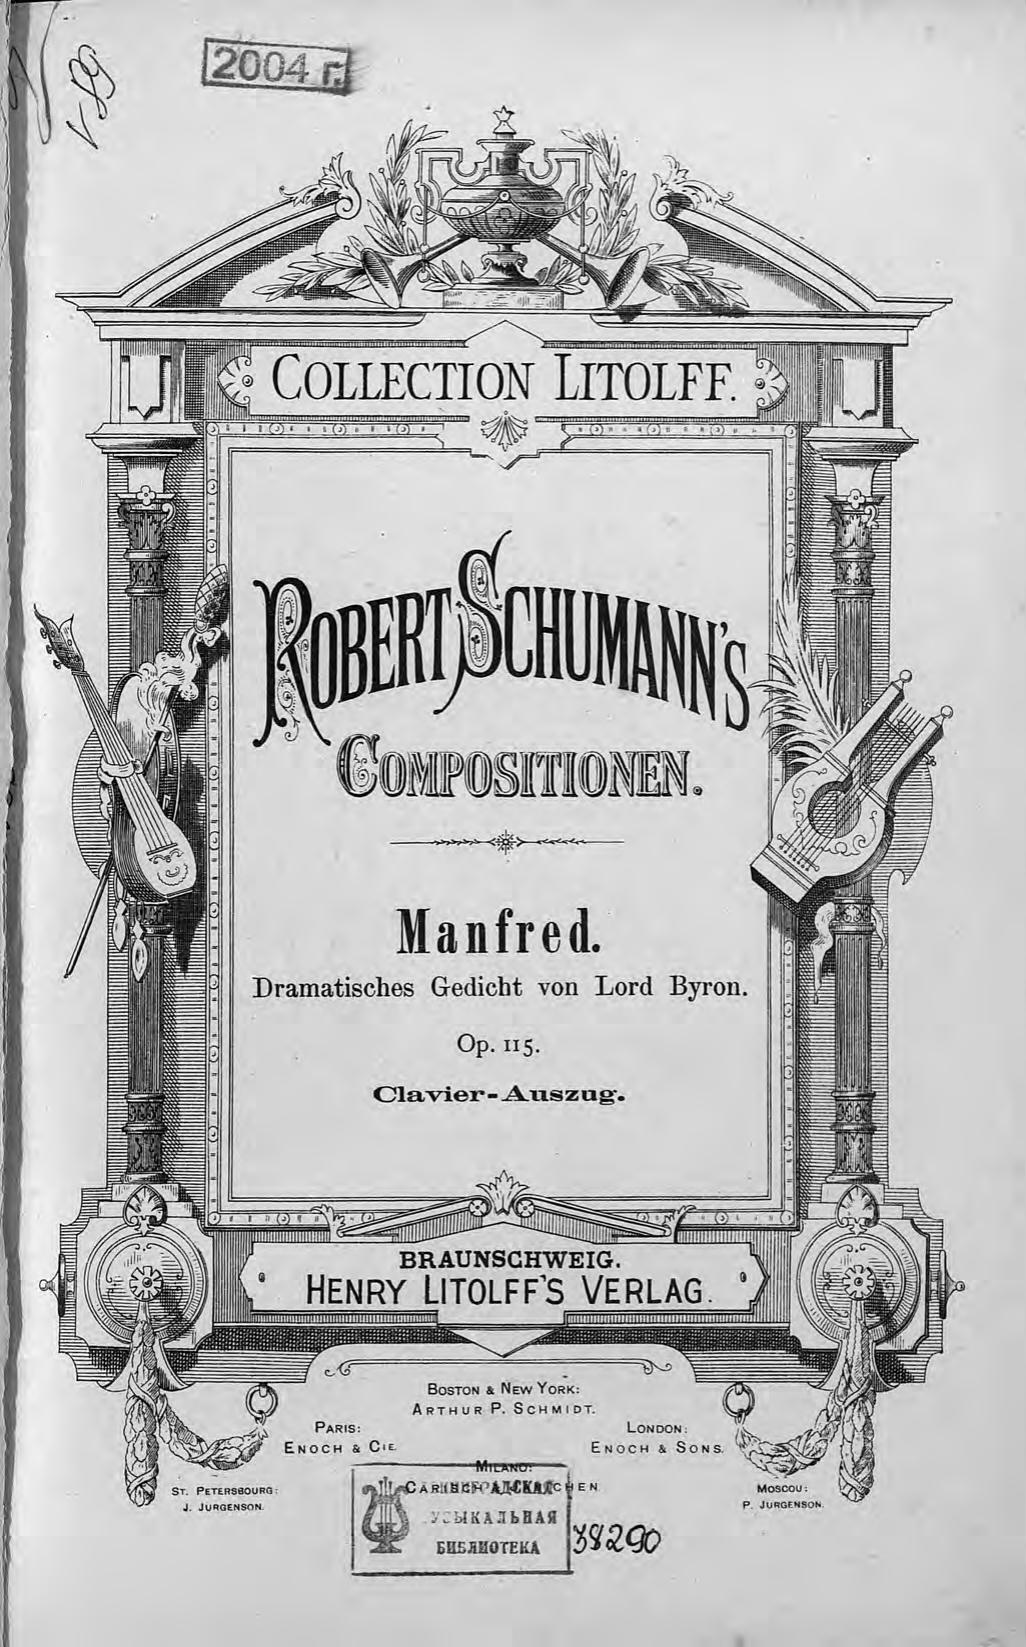 2004 г.
COLLECTION LITOLFF.
ROBERT SCHUMANN'S
COMPOSITIONEN.
Manfred.
Dramatisches Gedicht von Lord Byron.
Op. 115.
Clavier-Auszug.
BRAUNSCHWEIG.
HENRY LITOLFF'S VERLAG.
BOSTON & NEW YORK:
ARTHUR P. SCHMIDT.
PARIS:
ENOCH & CIE.
LONDON:
ENOCH & SONS.
MILANO:
ST. PETERSBOURG:
J. JURGENSON.
MOSCOU:
P. JURGENSON.
БИБЛИОТЕКА
38290